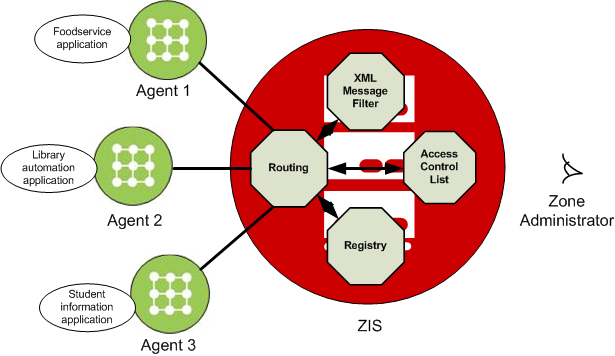 Foodservice
application
Agent 1
XML
Message
Filter
Library
automation
application
Agent 2
Routing
Access
Control
List
Zone
Administrator
Registry
Student
information
application
Agent 3
ZIS